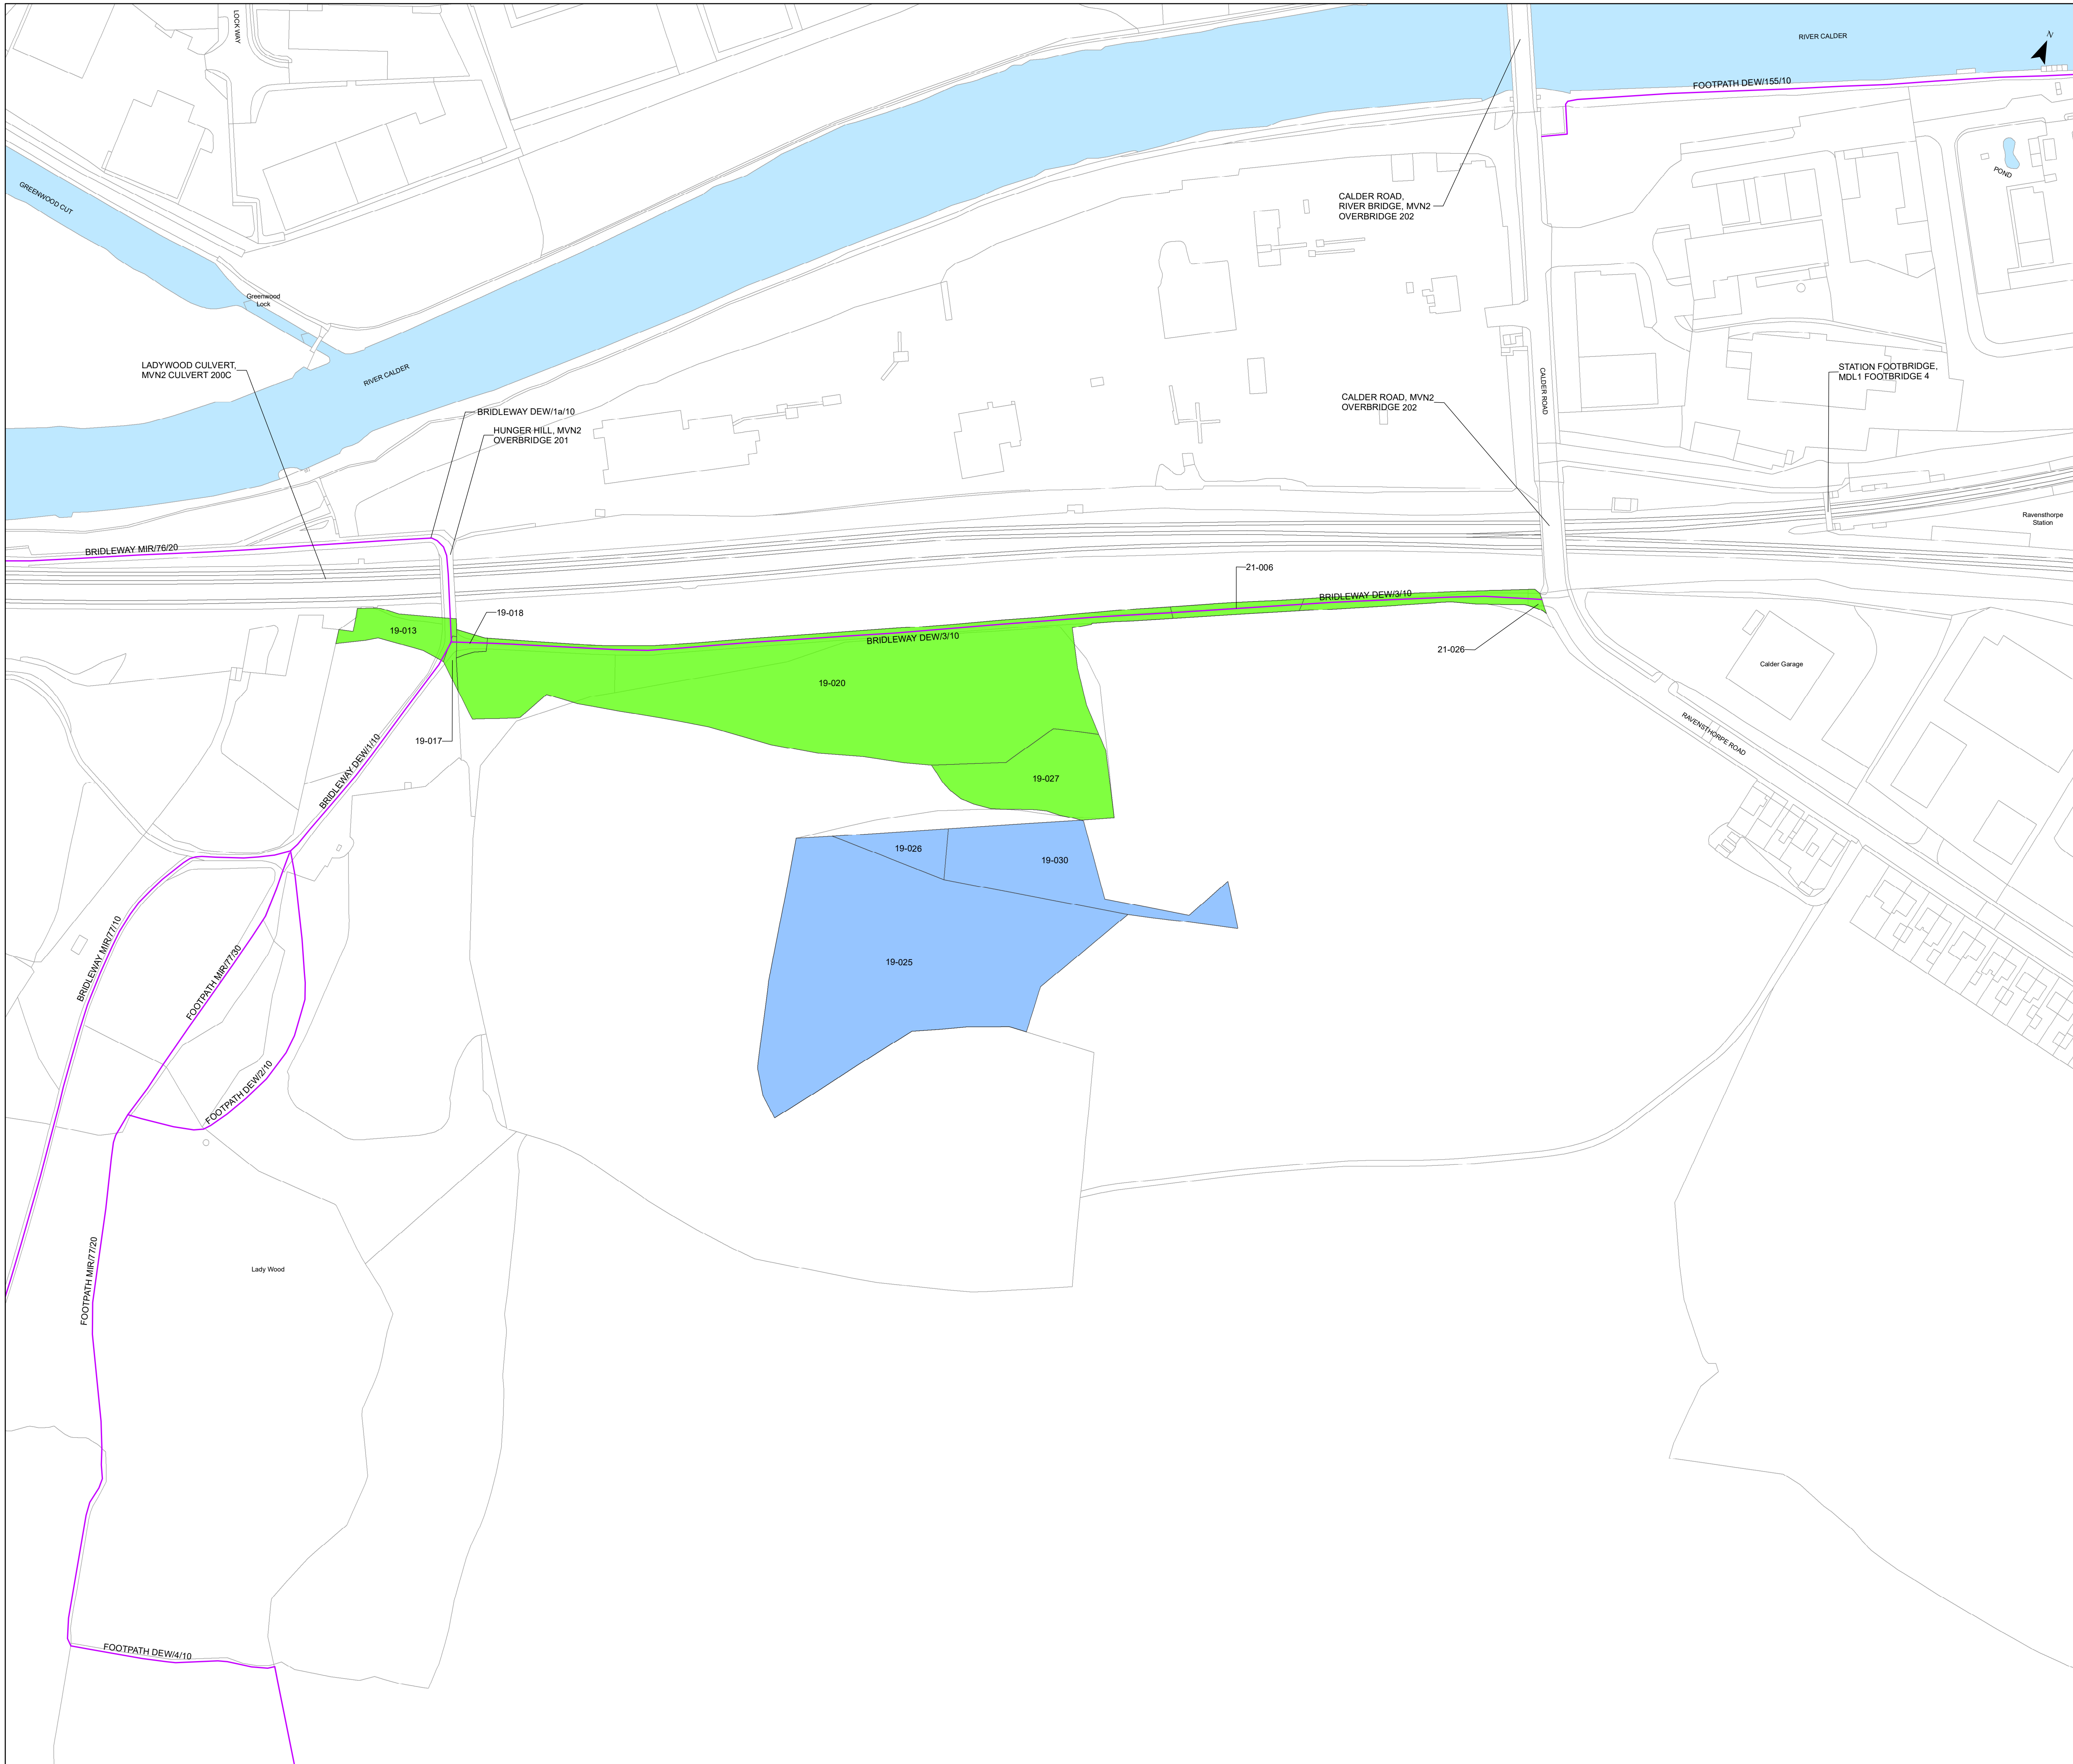 LOCK WAY
RIVER CALDER
N
FOOTPATH DEW/155/10
POND
GREENWOOD CUT
CALDER ROAD,
RIVER BRIDGE, MVN2
OVERBRIDGE 202
Greenwood
Lock
LADYWOOD CULVERT,
MVN2 CULVERT 200C
RIVER CALDER
STATION FOOTBRIDGE,
MDL1 FOOTBRIDGE 4
CALDER ROAD
CALDER ROAD, MVN2
OVERBRIDGE 202
BRIDLEWAY DEW/1a/10
HUNGER HILL, MVN2
OVERBRIDGE 201
Ravensthorpe
Station
BRIDLEWAY MIR/76/20
21-006
BRIDLEWAY DEW/3/10
19-018
19-013
BRIDLEWAY DEW/3/10
21-026
Calder Garage
19-020
RAVENSTHORPE ROAD
19-017
BRIDLEWAY DEW/1/10
19-027
19-026
19-030
BRIDLEWAY MIR/77/10
19-025
FOOTPATH MIR/77/30
FOOTPATH DEW/2/10
FOOTPATH MIR/77/20
Lady Wood
FOOTPATH DEW/4/10